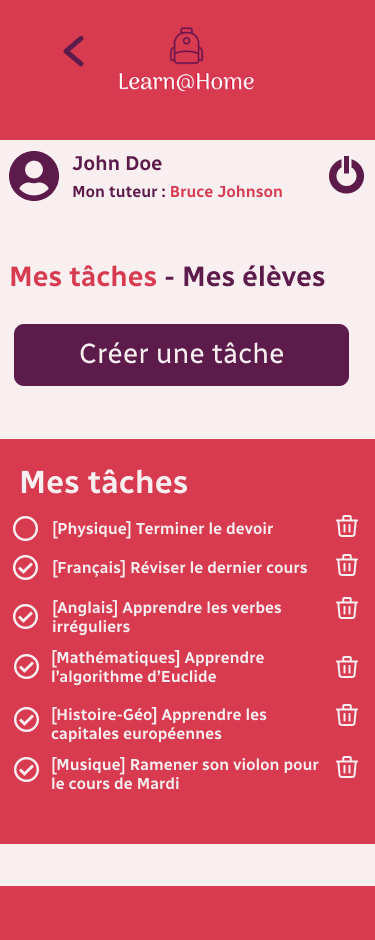 Learn@Home
John Doe
Mon tuteur : Bruce Johnson
Mes tâches - Mes élèves
Créer une tâche
Mes tâches
[Physique] Terminer le devoir
[Français] Réviser le dernier cours
[Anglais] Apprendre les verbes
irréguliers
[Mathématiques] Apprendre
l'algorithme d'Euclide
[Histoire-Géo] Apprendre les
capitales européennes
[Musique] Ramener son violon pour
le cours de Mardi